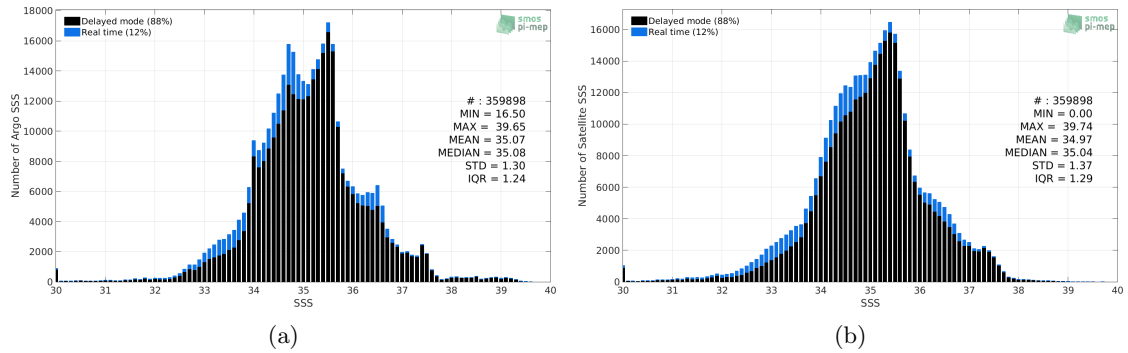 Delayed mode (88%)
Real time (12%)
smos
pi-mep
18000
16000
14000
12000
10000
8000
6000
4000
2000
0
Number of Argo SSS
# : 359898
MIN = 16.50
MAX = 39.65
MEAN = 35.07
MEDIAN = 35.08
STD = 1.30
IQR = 1.24
30 31 32 33 34 35 36 37 38 39 40
SSS
(a)
Delayed mode (88%)
Real time (12%)
smos
pi-mep
16000
14000
12000
10000
8000
6000
4000
2000
0
Number of Satellite SSS
# : 359898
MIN = 0.00
MAX = 39.74
MEAN = 34.97
MEDIAN = 35.04
STD = 1.37
IQR = 1.29
30 31 32 33 34 35 36 37 38 39 40
SSS
(b)